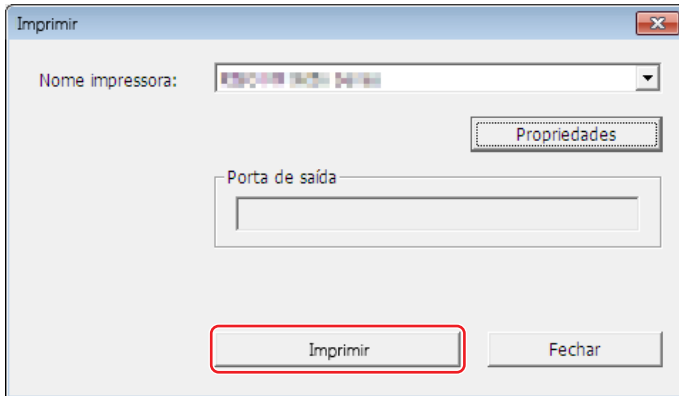 Imprimir
Nome impressora:
Propriedades
Porta de saída
Imprimir
Fechar